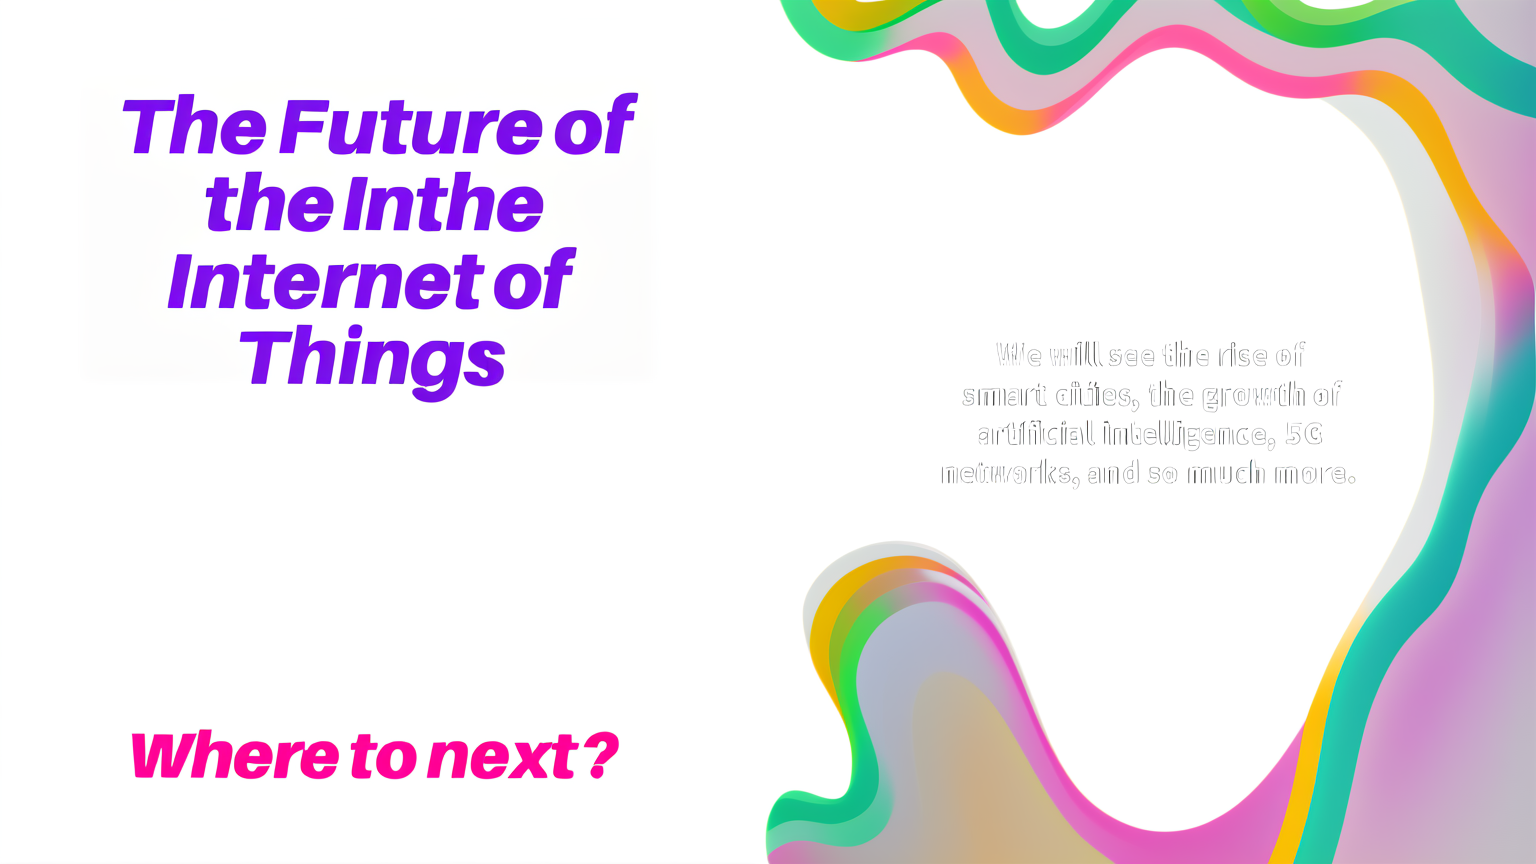 The Future of
the Inthe
Internet of
Things
We will see the rise of
smart cities, the growth of
artificial intelligence, 5G
networks, and so much more.
Where to next?